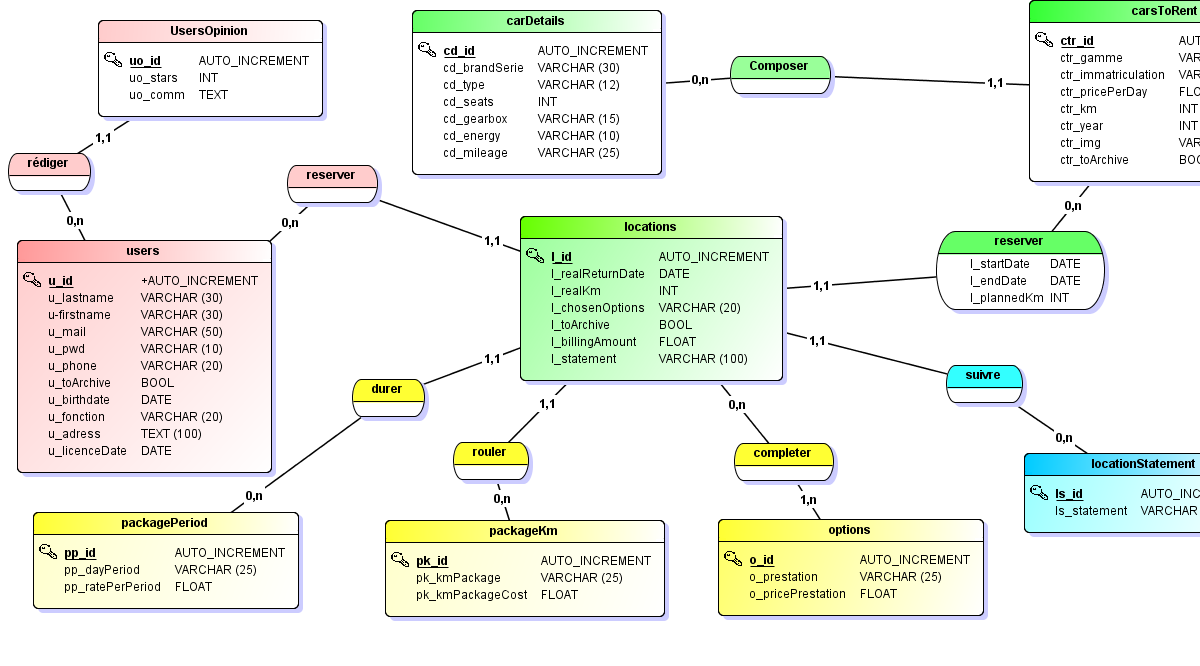 UsersOpinion
uo_id AUTO_INCREMENT
uo_stars INT
uo_comm TEXT
carDetails
cd_id AUTO_INCREMENT
cd_brandSerie VARCHAR (30)
cd_type VARCHAR (12)
cd_seats INT
cd_gearbox VARCHAR (15)
cd_energy VARCHAR (10)
cd_mileage VARCHAR (25)
0,n
Composer
1,1
carsToRent
ctr_id AUT
ctr_gamme VAR
ctr_immatriculation VAR
ctr_pricePerDay FLO
ctr_km INT
ctr_year INT
ctr_img VAR
ctr_toArchive BOO
1,1
rédiger
0,n
reserver
0,n
1,1
users
u_id +AUTO_INCREMENT
u_lastname VARCHAR (30)
u-firstname VARCHAR (30)
u_mail VARCHAR (50)
u_pwd VARCHAR (10)
u_phone VARCHAR (20)
u_toArchive BOOL
u_birthdate DATE
u_fonction VARCHAR (20)
u_adress TEXT (100)
u_licenceDate DATE
locations
l_id AUTO_INCREMENT
l_realReturnDate DATE
l_realKm INT
l_chosenOptions VARCHAR (20)
l_toArchive BOOL
l_billingAmount FLOAT
l_statement VARCHAR (100)
0,n
reserver
l_startDate DATE
l_endDate DATE
l_plannedKm INT
1,1
1,1
suivre
0,n
locationStatement
ls_id AUTO_INC
ls_statement VARCHAR
1,1
durer
0,n
1,1
rouler
0,n
0,n
completer
1,n
packagePeriod
pp_id AUTO_INCREMENT
pp_dayPeriod VARCHAR (25)
pp_ratePerPeriod FLOAT
packageKm
pk_id AUTO_INCREMENT
pk_kmPackage VARCHAR (25)
pk_kmPackageCost FLOAT
options
o_id AUTO_INCREMENT
o_prestation VARCHAR (25)
o_pricePrestation FLOAT